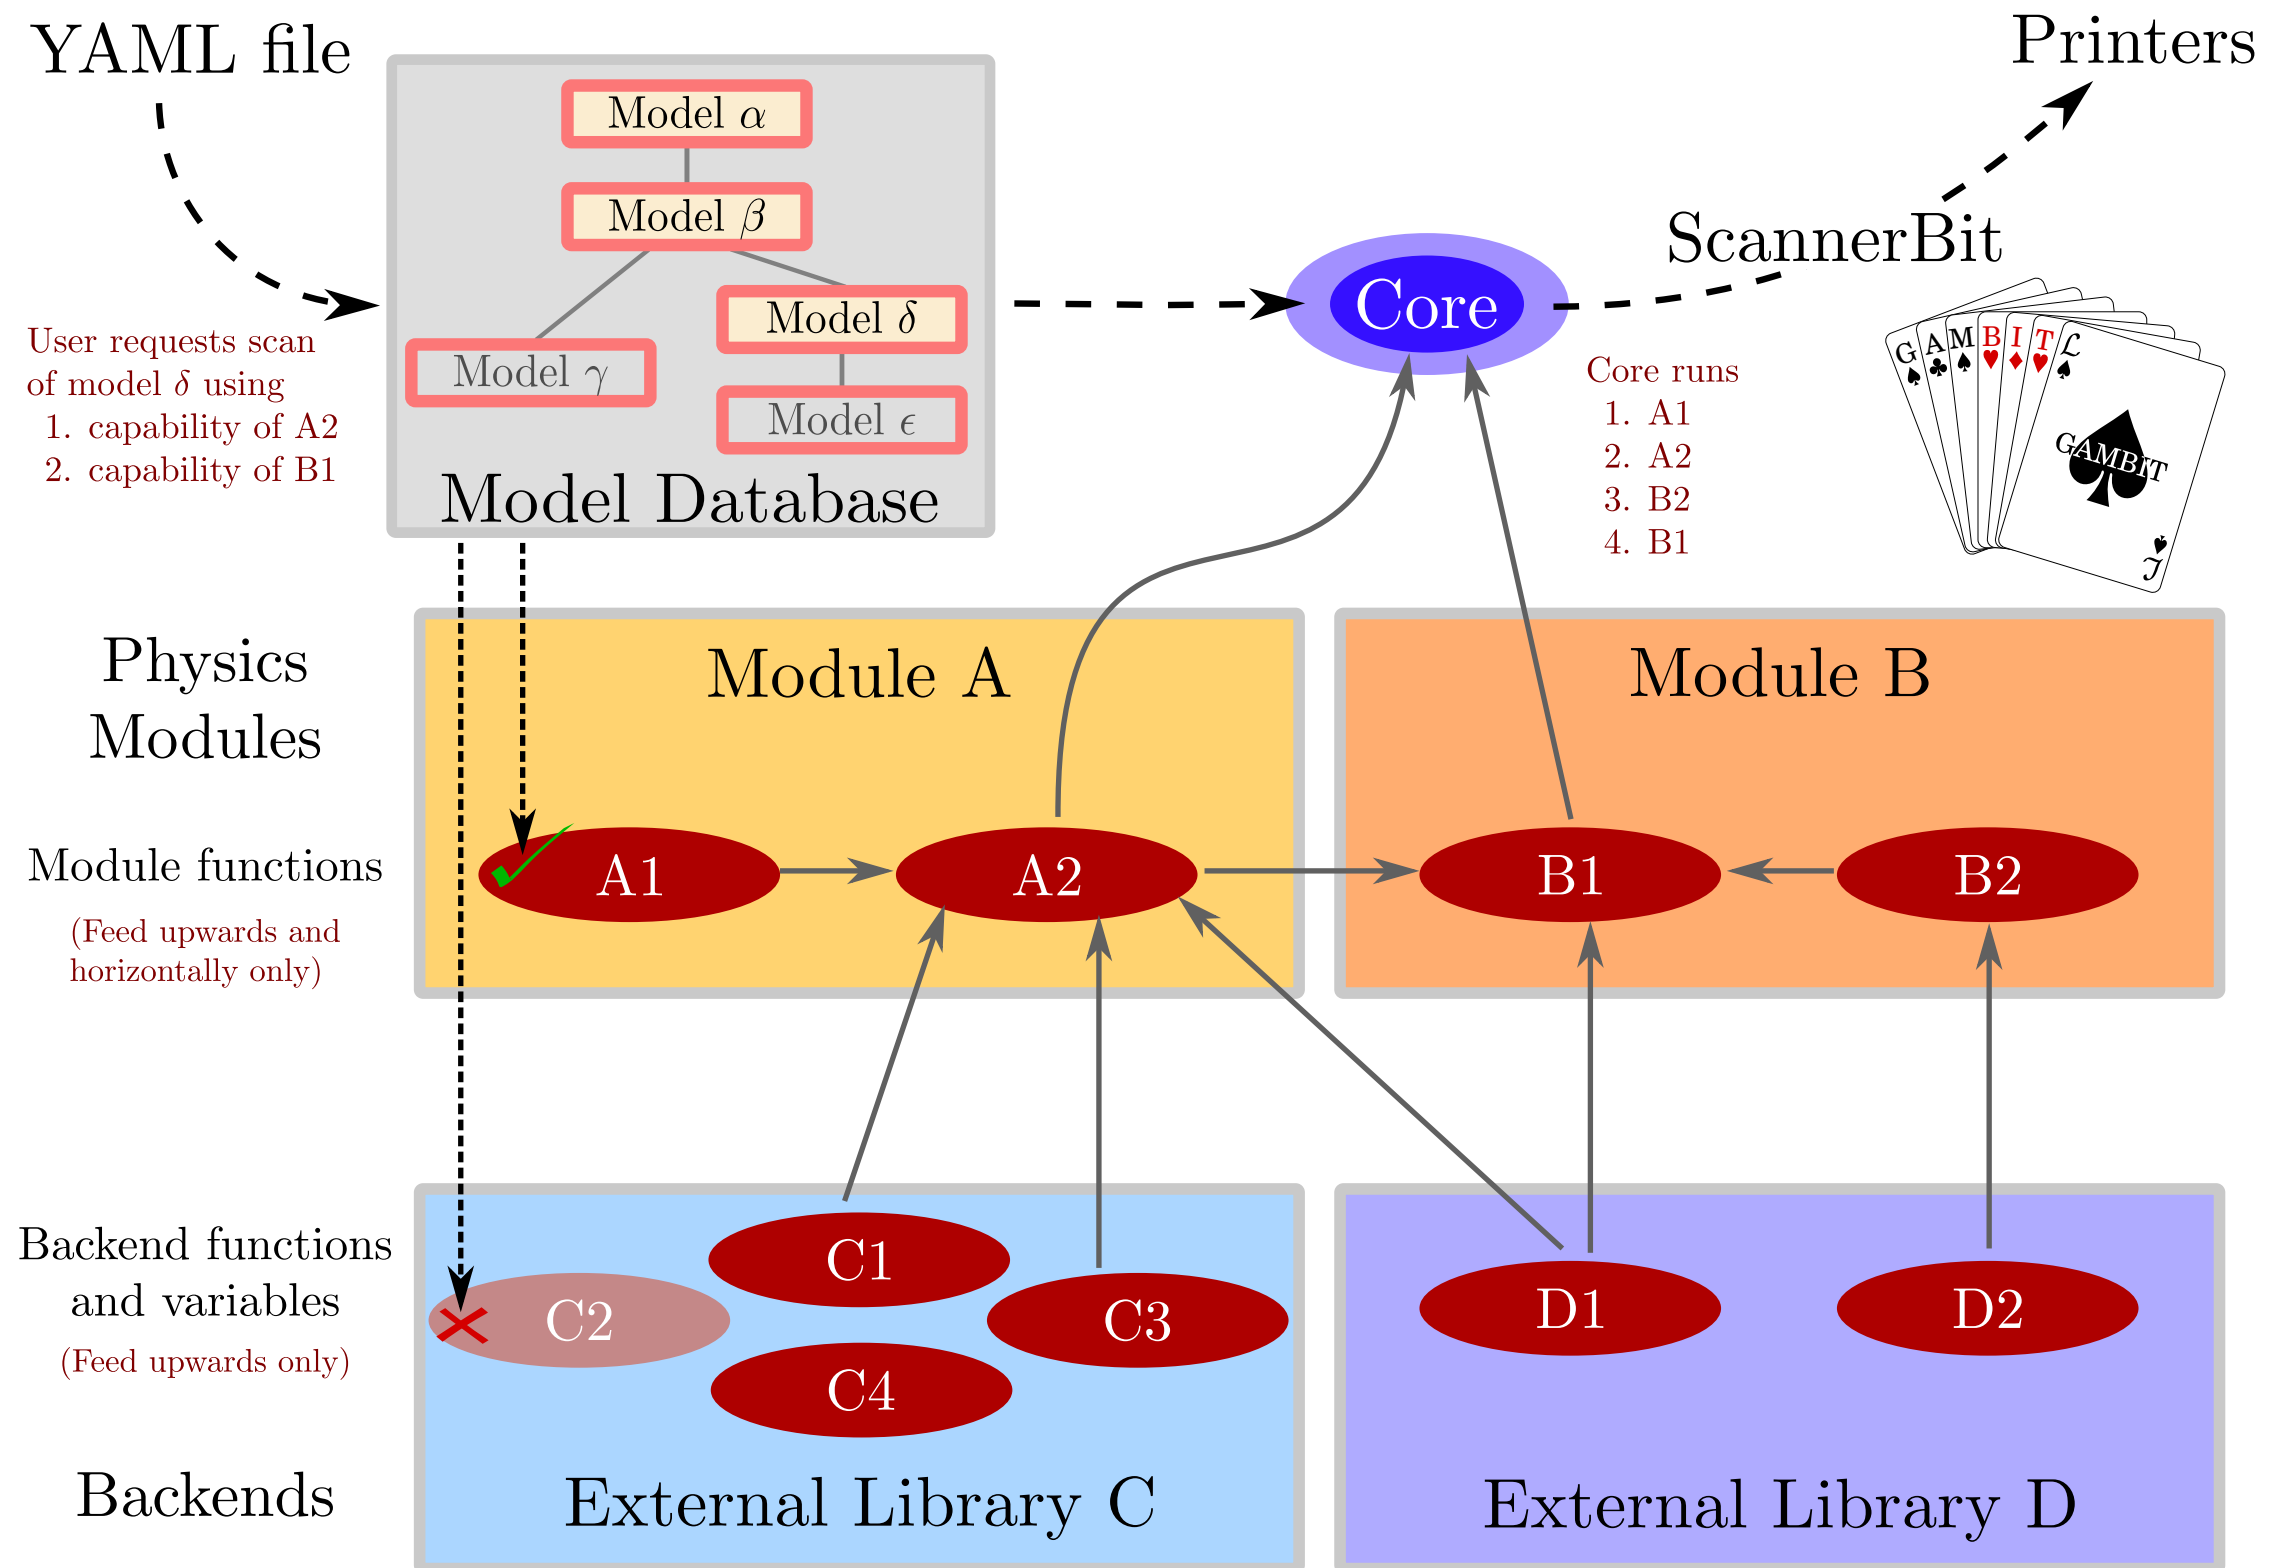 YAML file
Printers
Model α
Model β
Model δ
Model γ
Model ϵ
Model Database
User requests scan
of model δ using
1. capability of A2
2. capability of B1
Core
ScannerBit
Core runs
1. A1
2. A2
3. B2
4. B1
G A M B I T ℒ
GAMBIT
ℒ
Physics
Modules
Module A
Module B
Module functions
(Feed upwards and
horizontally only)
A1
A2
B1
B2
Backend functions
and variables
(Feed upwards only)
C1
C2
C3
C4
D1
D2
Backends
External Library C
External Library D